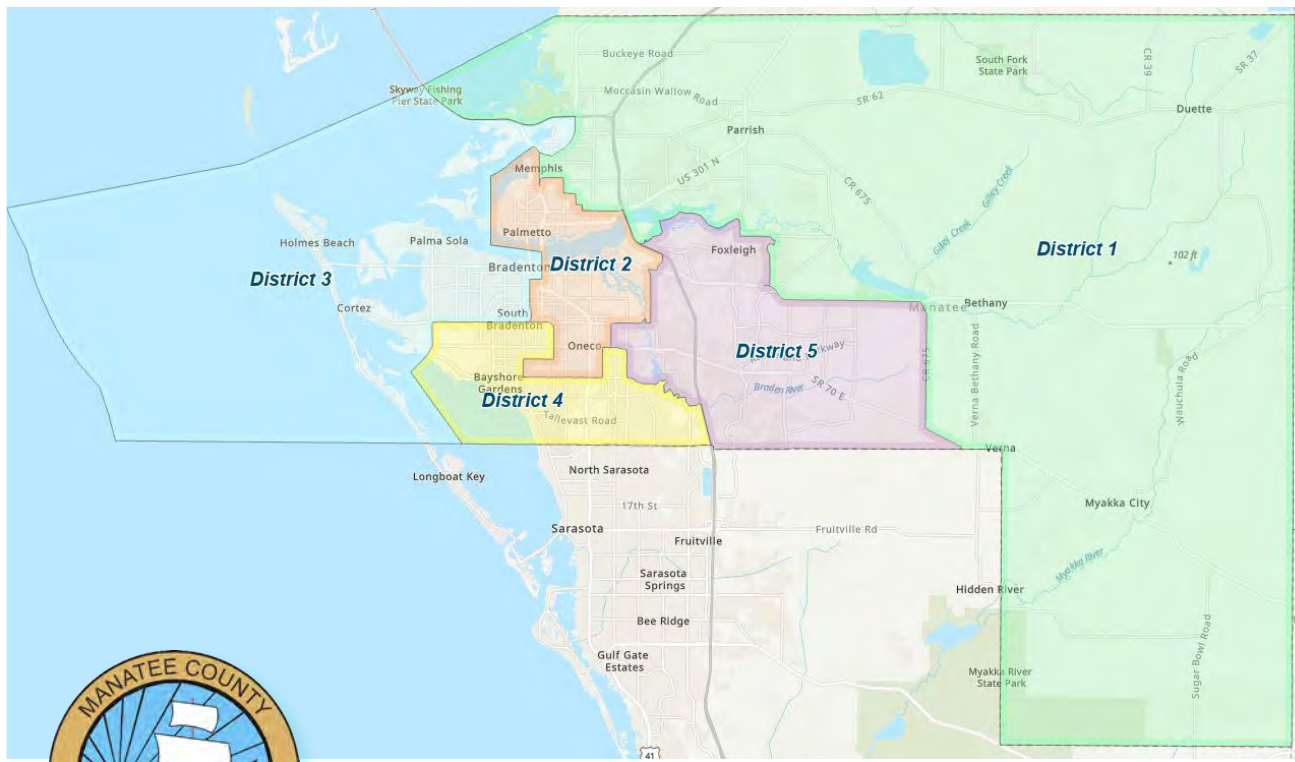 Buckeye Road
South Fork
State Park
CR 39
SR 37
Skyway Fishing
Pier State Park
Moccasin Wallow Road
SR 62
Duette
Parrish
Memphis
US 301 N
CR 675
Gilley Creek
Gilley Creek
Palmetto
Holmes Beach
Palma Sola
Foxleigh
District 1
102 ft
Bradenton
District 2
District 3
Cortez
South
Bradenton
Manatee
Bethany
Oneco
District 5
Parkway
CR 675
Verna Bethany Road
Wauchula Road
Bayshore
Gardens
District 4
Braden River
SR 70 E
Tallevast Road
Verna
North Sarasota
Longboat Key
17th St
Myakka City
Sarasota
Fruitville
Fruitville Rd
Myakka River
Sarasota
Springs
Hidden River
Bee Ridge
Sugar Bowl Road
Gulf Gate
Estates
Myakka River
State Park
MANATEE COUNTY
41